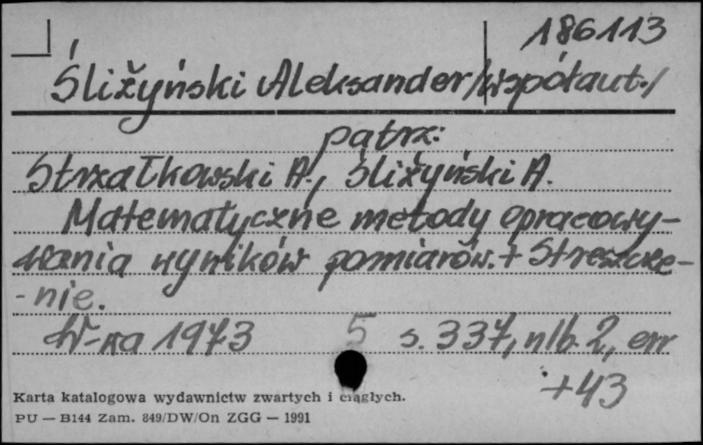 186113
Śliżyński Aleksander /współaut./
patrz:
Strzałkowski A., Śliżyński A.
Matematyczne metody opracowy-
wania wyników pomiarów. + Streszcze-
-nie.
W-wa 1973 5 s. 337, nlb. 2, err
+43
Karta katalogowa wydawnictw zwartych i ciągłych.
PU — B144 Zam. 849/DW/On ZGG — 1991